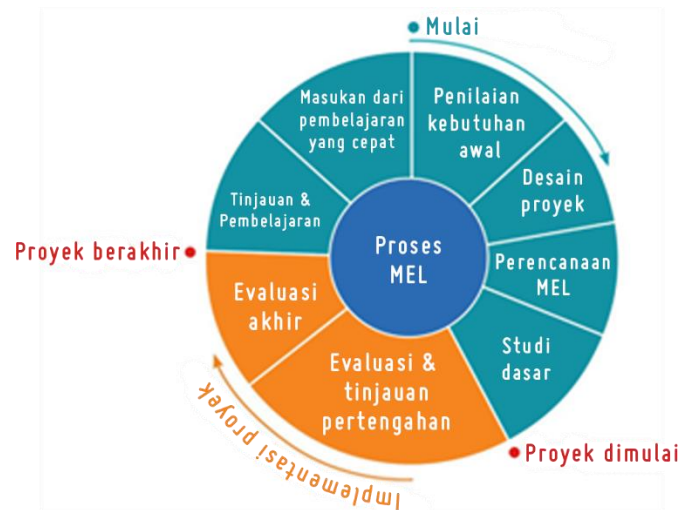 Mulai
Penilaian
kebutuhan
awal
Desain
proyek
Perencanaan
MEL
Studi
dasar
Proyek dimulai
Evaluasi &
tinjauan
pertengahan
Implementasi proyek
Evaluasi
akhir
Proyek berakhir
Tinjauan &
Pembelajaran
Masukan dari
pembelajaran
yang cepat
Proses
MEL